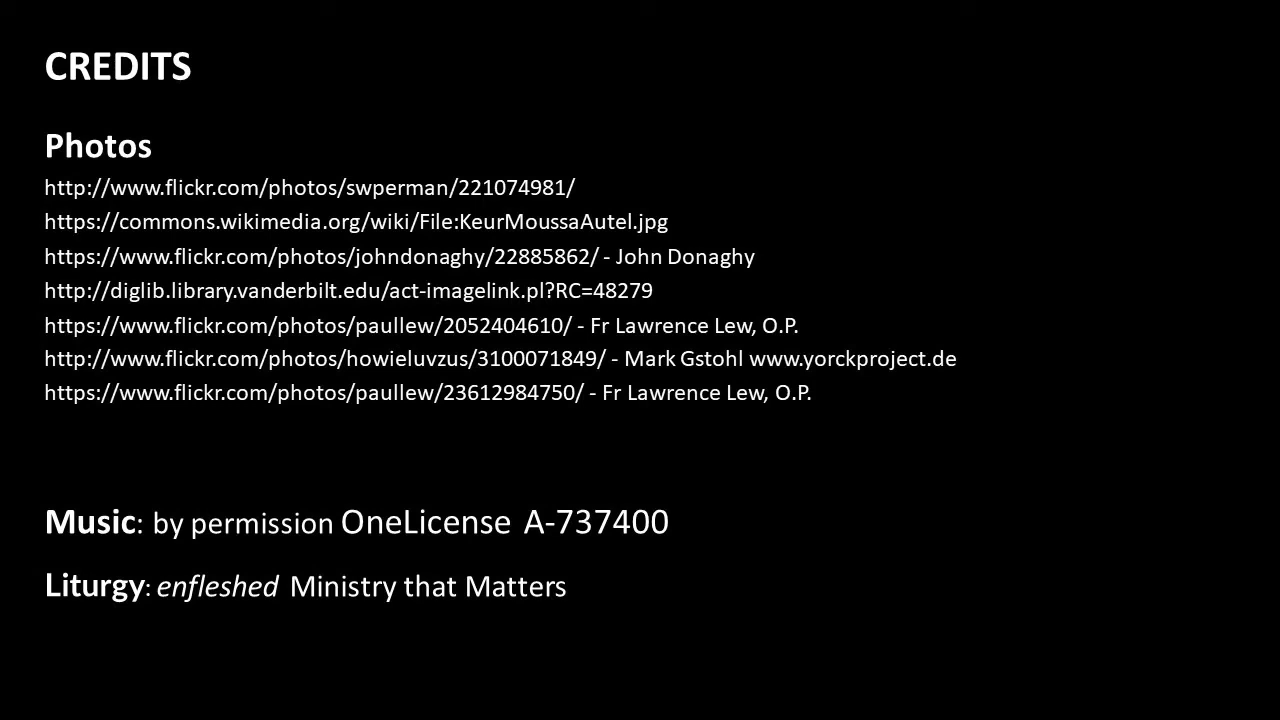 CREDITS
Photos
http://www.flickr.com/photos/swperman/221074981/
https://commons.wikimedia.org/wiki/File:KeurMoussaAutel.jpg
https://www.flickr.com/photos/johndonaghy/22885862/ - John Donaghy
http://diglib.library.vanderbilt.edu/act-imagelink.pl?RC=48279
https://www.flickr.com/photos/paullew/2052404610/ - Fr Lawrence Lew, O.P.
http://www.flickr.com/photos/howieluvzus/3100071849/ - Mark Gstohl www.yorckproject.de
https://www.flickr.com/photos/paullew/23612984750/ - Fr Lawrence Lew, O.P.
Music: by permission OneLicense A-737400
Liturgy: enfleshed Ministry that Matters